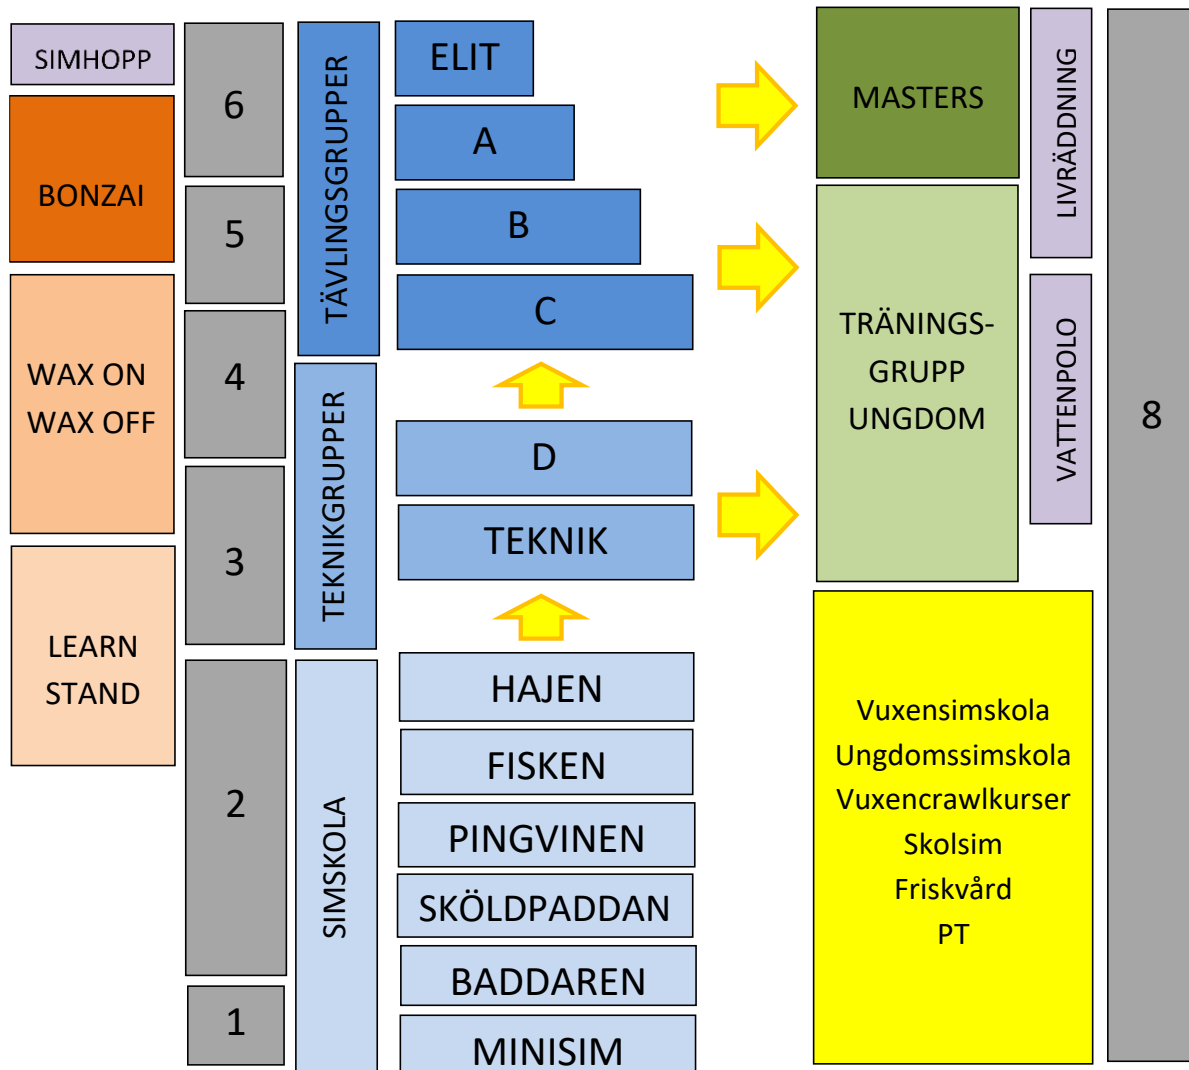 SIMHOPP
BONZAI
WAX ON
WAX OFF
LEARN
STAND
6
5
4
3
2
1
TÄVLINGSGRUPPER
TEKNIKGRUPPER
SIMSKOLA
ELIT
A
B
C
D
TEKNIK
HAJEN
FISKEN
PINGVINEN
SKÖLDPADDAN
BADDAREN
MINISIM
MASTERS
TRÄNINGS-
GRUPP
UNGDOM
Vuxensimskola
Ungdomssimskola
Vuxencrawlkurser
Skolsim
Friskvård
PT
LIVRÄDDNING
VATTENPOLO
8